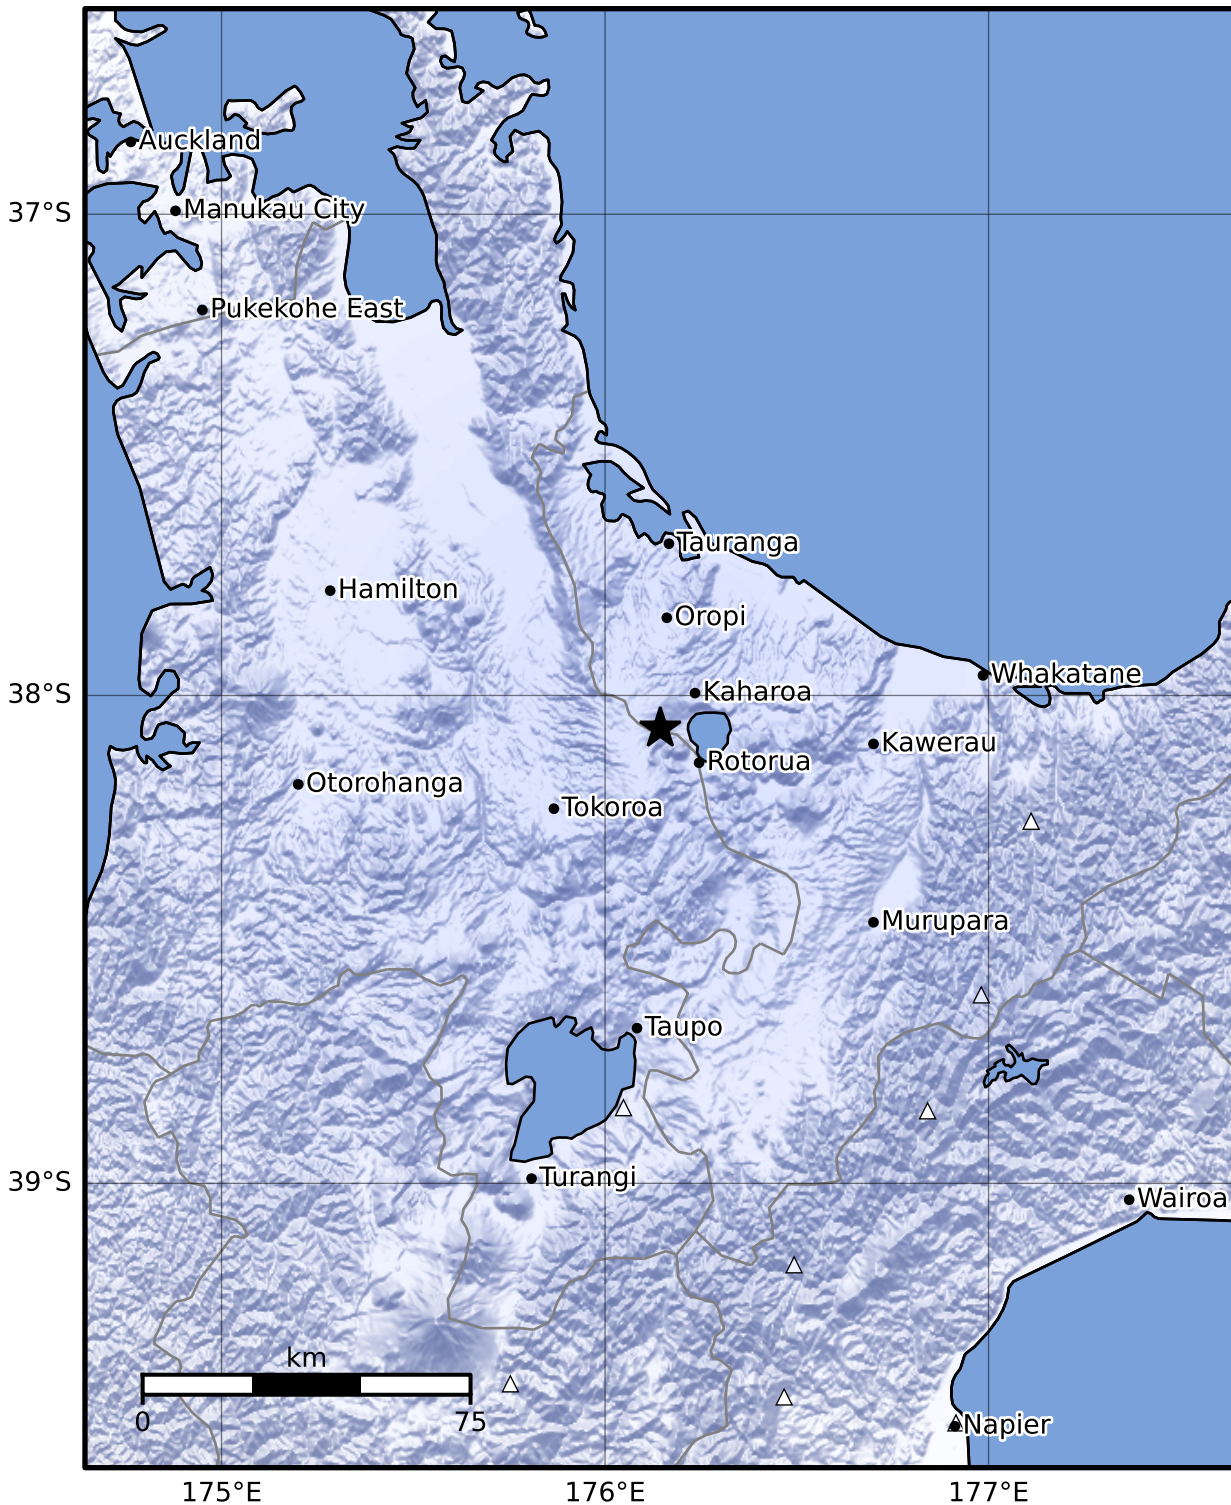 Auckland
37°S
Manukau City
Pukekohe East
Tauranga
Hamilton
Oropi
Whakatane
38°S
Kaharoa
Kawerau
Rotorua
Otorohanga
Tokoroa
Murupara
Taupo
Turangi
39°S
Wairoa
km
0
75
Napier
175°E
176°E
177°E